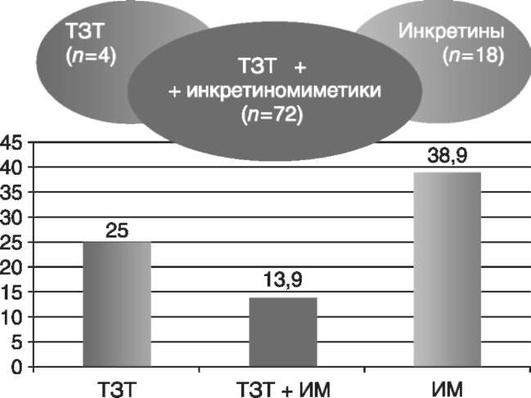 ТЗТ
(n=4)
ТЗТ +
+ инкретиномиметики
(n=72)
Инкретины
(n=18)
45
40
35
30
25
20
15
10
5
0
25
13,9
38,9
ТЗТ
ТЗТ + ИМ
ИМ